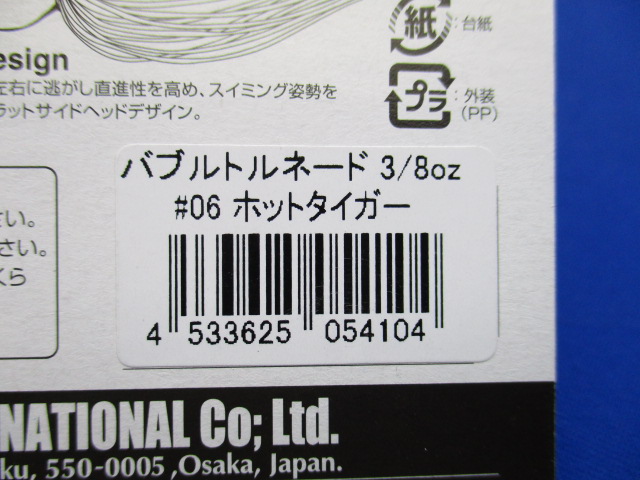 esign
左右に逃がし直進性を高め、スイミング姿勢を
ラットサイドヘッドデザイン。
紙 : 台紙
プラ : 外装
(PP)
バブルトルネード 3/8oz
#06 ホットタイガー
さい。
さい。
くら
4 533625 054104
NATIONAL Co; Ltd.
ku, 550-0005 ,Osaka, Japan.